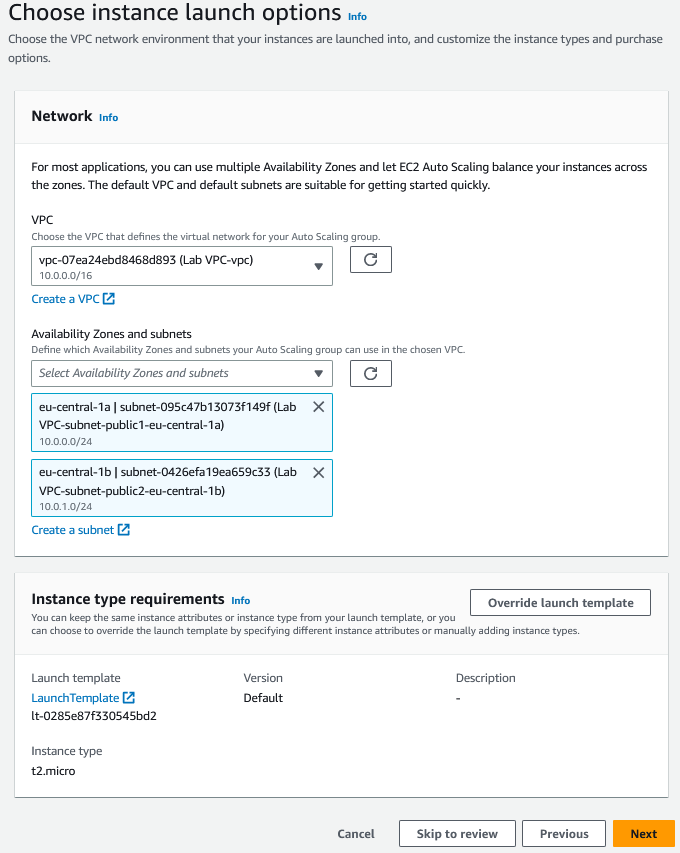 Choose instance launch options Info
Choose the VPC network environment that your instances are launched into, and customize the instance types and purchase
options.
Network Info
For most applications, you can use multiple Availability Zones and let EC2 Auto Scaling balance your instances across
the zones. The default VPC and default subnets are suitable for getting started quickly.
VPC
Choose the VPC that defines the virtual network for your Auto Scaling group.
vpc-07ea24ebd8468d893 (Lab VPC-vpc)
10.0.0.0/16
Create a VPC
Availability Zones and subnets
Define which Availability Zones and subnets your Auto Scaling group can use in the chosen VPC.
Select Availability Zones and subnets
eu-central-1a | subnet-095c47b13073f149f (Lab
VPC-subnet-public1-eu-central-1a)
10.0.0.0/24
eu-central-1b | subnet-0426efa19ea659c33 (Lab
VPC-subnet-public2-eu-central-1b)
10.0.1.0/24
Create a subnet
Instance type requirements Info
Override launch template
You can keep the same instance attributes or instance type from your launch template, or you
can choose to override the launch template by specifying different instance attributes or manually adding instance types.
Launch template Version Description
LaunchTemplate Default -
lt-0285e87f330545bd2
Instance type
t2.micro
Cancel Skip to review Previous Next